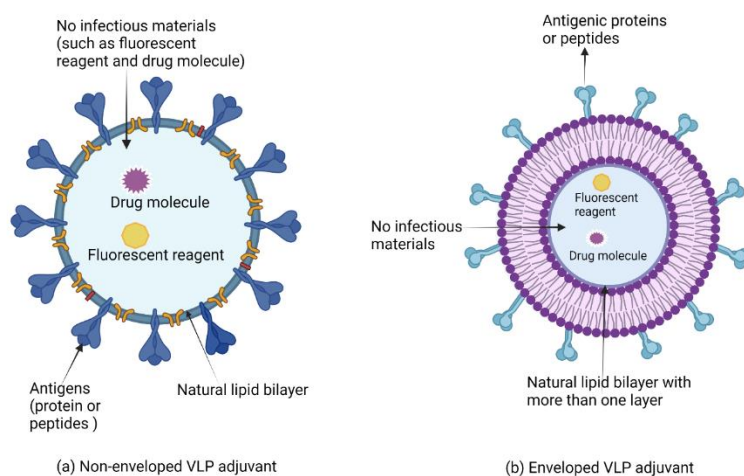 No infectious materials
(such as fluorescent
reagent and drug molecule)
Drug molecule
Fluorescent reagent
Antigens
(protein or
peptides )
Natural lipid bilayer
(a) Non-enveloped VLP adjuvant
Antigenic proteins
or peptides
Fluorescent
reagent
No infectious
materials
Drug molecule
Natural lipid bilayer with
more than one layer
(b) Enveloped VLP adjuvant